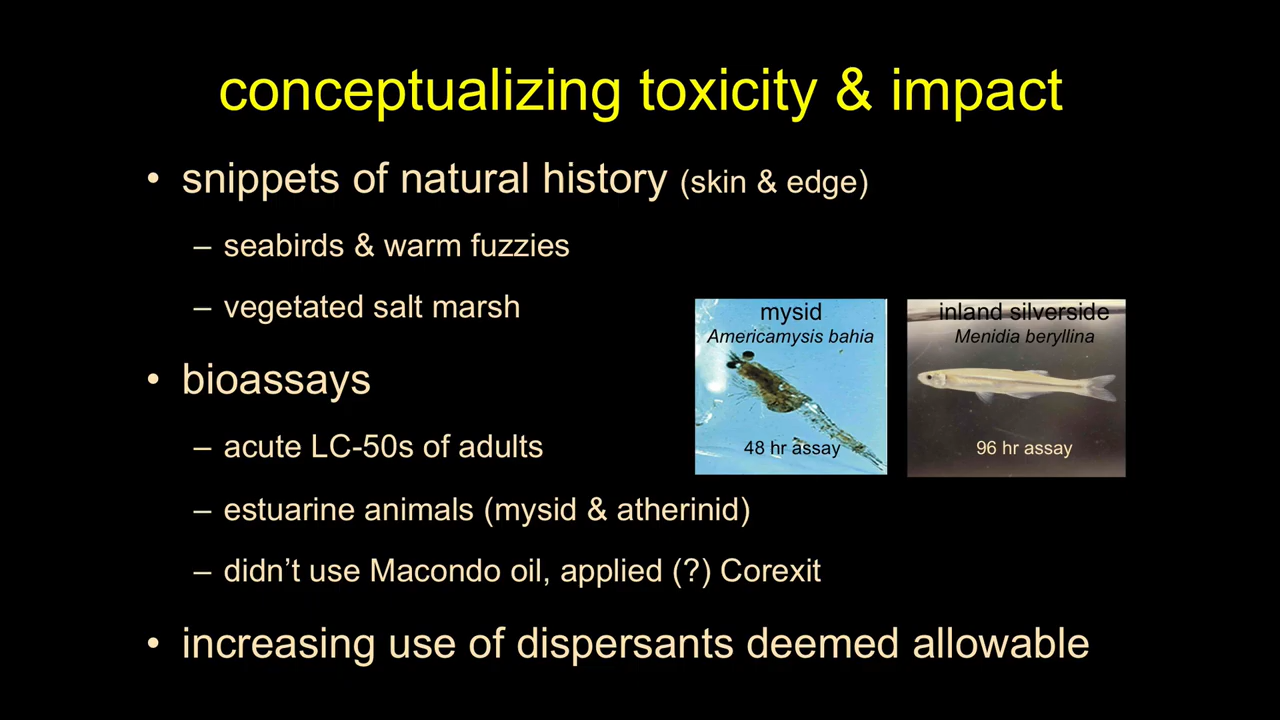 conceptualizing toxicity & impact
• snippets of natural history (skin & edge)
– seabirds & warm fuzzies
– vegetated salt marsh
mysid
Americamysis bahia
48 hr assay
inland silverside
Menidia beryllina
96 hr assay
• bioassays
– acute LC-50s of adults
– estuarine animals (mysid & atherinid)
– didn’t use Macondo oil, applied (?) Corexit
• increasing use of dispersants deemed allowable